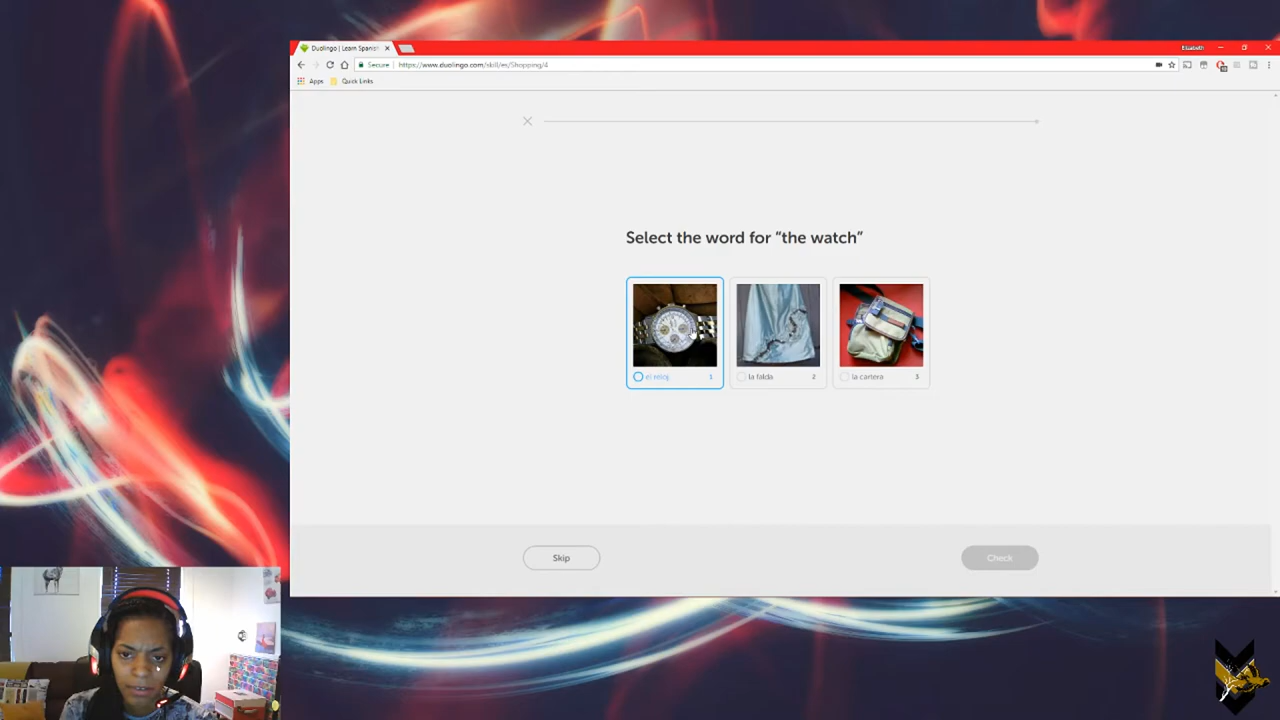 Duolingo | Learn Spanish
Elizabeth
Secure
https://www.duolingo.com/skill/es/Shopping/4
Apps
Quick Links
Select the word for “the watch”
el reloj 1
la falda 2
la cartera 3
Skip
Check